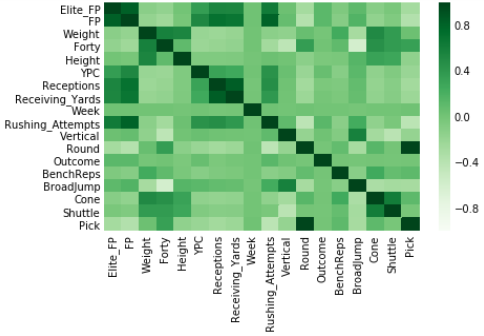 Elite_FP
FP
Weight
Forty
Height
YPC
Receptions
Receiving_Yards
Week
Rushing_Attempts
Vertical
Round
Outcome
BenchReps
BroadJump
Cone
Shuttle
Pick
Elite_FP
FP
Weight
Forty
Height
YPC
Receptions
Receiving_Yards
Week
Rushing_Attempts
Vertical
Round
Outcome
BenchReps
BroadJump
Cone
Shuttle
Pick
0.8
0.4
0.0
−0.4
−0.8